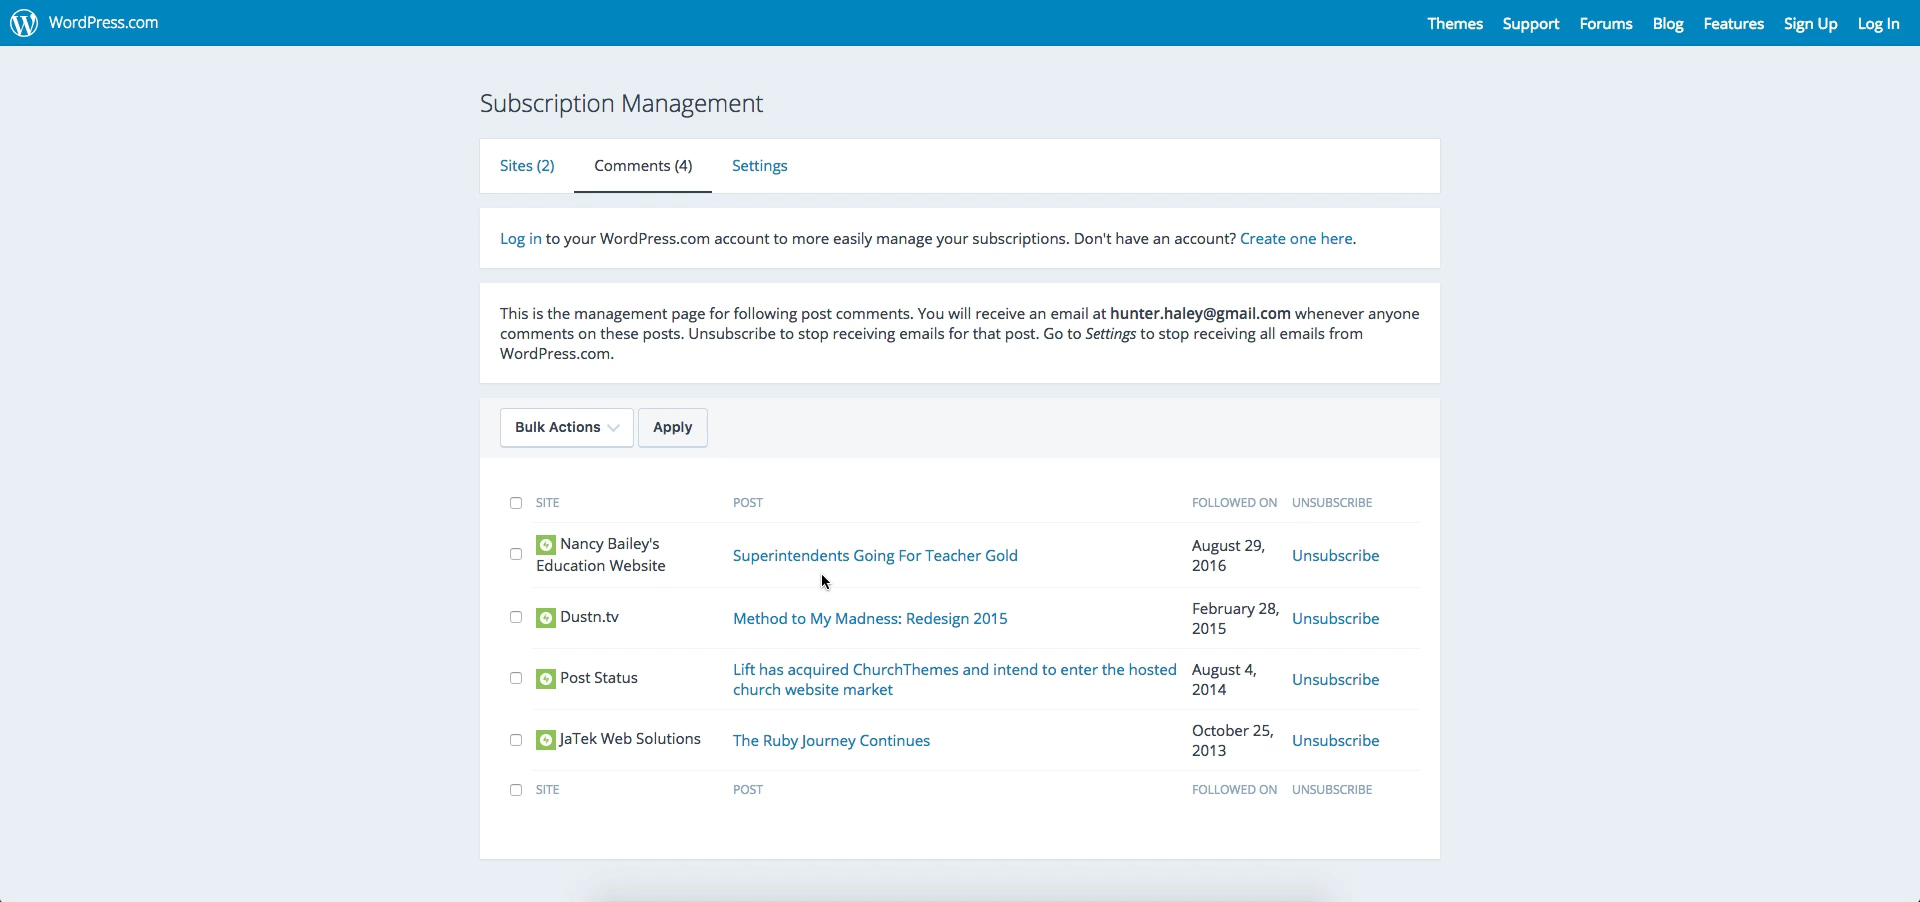 WordPress.com
Themes Support Forums Blog Features Sign Up Log In
Subscription Management
Sites (2) Comments (4) Settings
Log in to your WordPress.com account to more easily manage your subscriptions. Don't have an account? Create one here.
This is the management page for following post comments. You will receive an email at hunter.haley@gmail.com whenever anyone
comments on these posts. Unsubscribe to stop receiving emails for that post. Go to Settings to stop receiving all emails from
WordPress.com.
Bulk Actions Apply
SITE POST FOLLOWED ON UNSUBSCRIBE
Nancy Bailey's
Education Website
Superintendents Going For Teacher Gold
August 29,
2016
Unsubscribe
Dustn.tv
Method to My Madness: Redesign 2015
February 28,
2015
Unsubscribe
Post Status
Lift has acquired ChurchThemes and intend to enter the hosted
church website market
August 4,
2014
Unsubscribe
JaTek Web Solutions
The Ruby Journey Continues
October 25,
2013
Unsubscribe
SITE POST FOLLOWED ON UNSUBSCRIBE